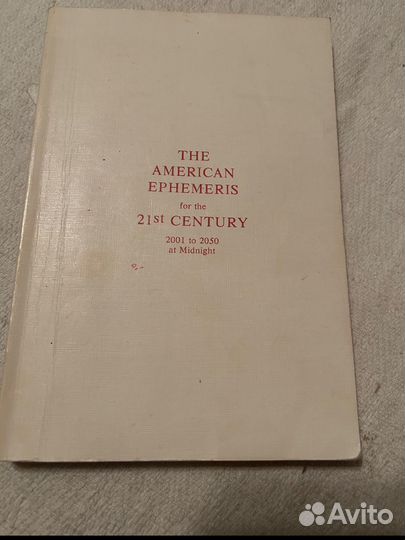 THE
AMERICAN
EPHEMERIS
for the
21st CENTURY
2001 to 2050
at Midnight
Avito